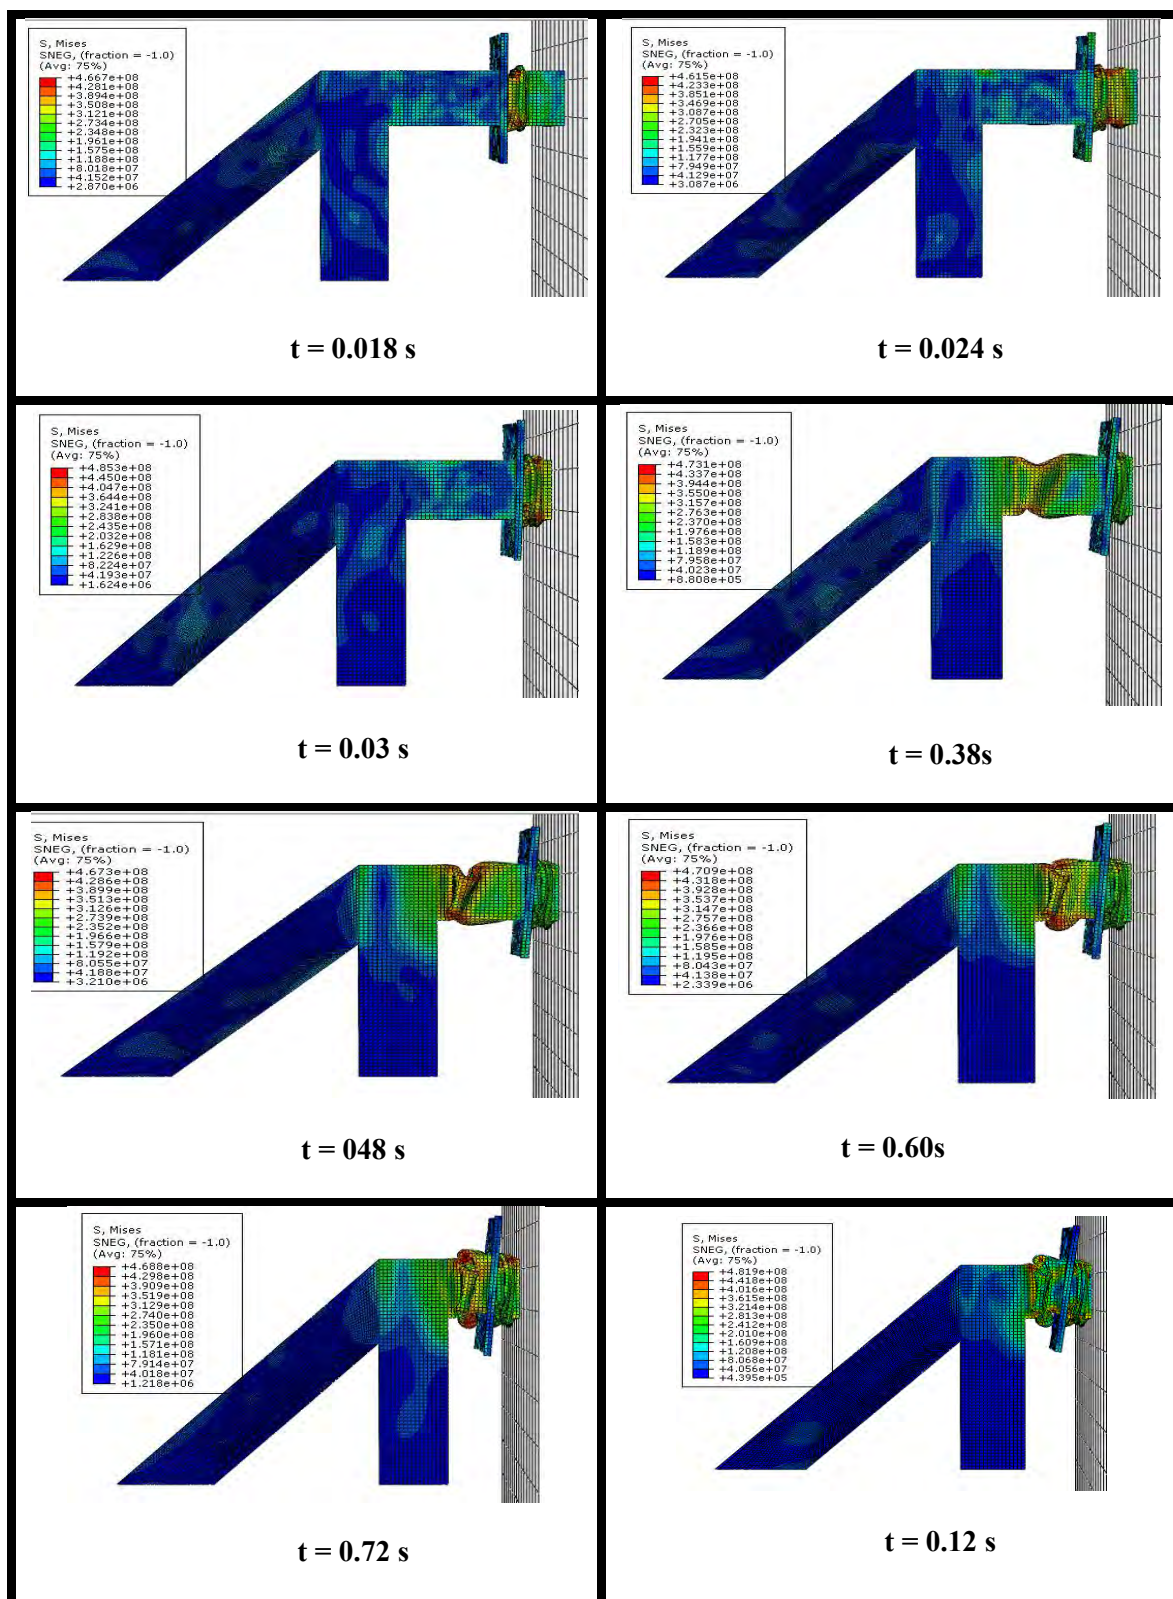 S, Mises
SNEG, (fraction = -1.0)
(Avg: 75%)
+4.667e+08
+4.281e+08
+3.894e+08
+3.508e+08
+3.121e+08
+2.734e+08
+2.348e+08
+1.961e+08
+1.575e+08
+1.188e+08
+8.018e+07
+4.152e+07
+2.870e+06
t = 0.018 s
S, Mises
SNEG, (fraction = -1.0)
(Avg: 75%)
+4.615e+08
+4.233e+08
+3.851e+08
+3.469e+08
+3.087e+08
+2.705e+08
+2.323e+08
+1.941e+08
+1.559e+08
+1.177e+08
+7.949e+07
+4.129e+07
+3.087e+06
t = 0.024 s
S, Mises
SNEG, (fraction = -1.0)
(Avg: 75%)
+4.853e+08
+4.450e+08
+4.047e+08
+3.644e+08
+3.241e+08
+2.838e+08
+2.435e+08
+2.032e+08
+1.629e+08
+1.226e+08
+8.224e+07
+4.193e+07
+1.624e+06
t = 0.03 s
S, Mises
SNEG, (fraction = -1.0)
(Avg: 75%)
+4.731e+08
+4.337e+08
+3.944e+08
+3.550e+08
+3.157e+08
+2.763e+08
+2.370e+08
+1.976e+08
+1.583e+08
+1.189e+08
+7.958e+07
+4.023e+07
+8.808e+05
t = 0.38s
S, Mises
SNEG, (fraction = -1.0)
(Avg: 75%)
+4.673e+08
+4.286e+08
+3.899e+08
+3.513e+08
+3.126e+08
+2.739e+08
+2.352e+08
+1.966e+08
+1.579e+08
+1.192e+08
+8.055e+07
+4.188e+07
+3.210e+06
t = 048 s
S, Mises
SNEG, (fraction = -1.0)
(Avg: 75%)
+4.709e+08
+4.318e+08
+3.928e+08
+3.537e+08
+3.147e+08
+2.757e+08
+2.366e+08
+1.976e+08
+1.585e+08
+1.195e+08
+8.043e+07
+4.138e+07
+2.339e+06
t = 0.60s
S, Mises
SNEG, (fraction = -1.0)
(Avg: 75%)
+4.688e+08
+4.298e+08
+3.909e+08
+3.519e+08
+3.129e+08
+2.740e+08
+2.350e+08
+1.960e+08
+1.571e+08
+1.181e+08
+7.914e+07
+4.018e+07
+1.218e+06
t = 0.72 s
S, Mises
SNEG, (fraction = -1.0)
(Avg: 75%)
+4.819e+08
+4.418e+08
+4.016e+08
+3.615e+08
+3.214e+08
+2.813e+08
+2.412e+08
+2.010e+08
+1.609e+08
+1.208e+08
+8.068e+07
+4.056e+07
+4.395e+05
t = 0.12 s